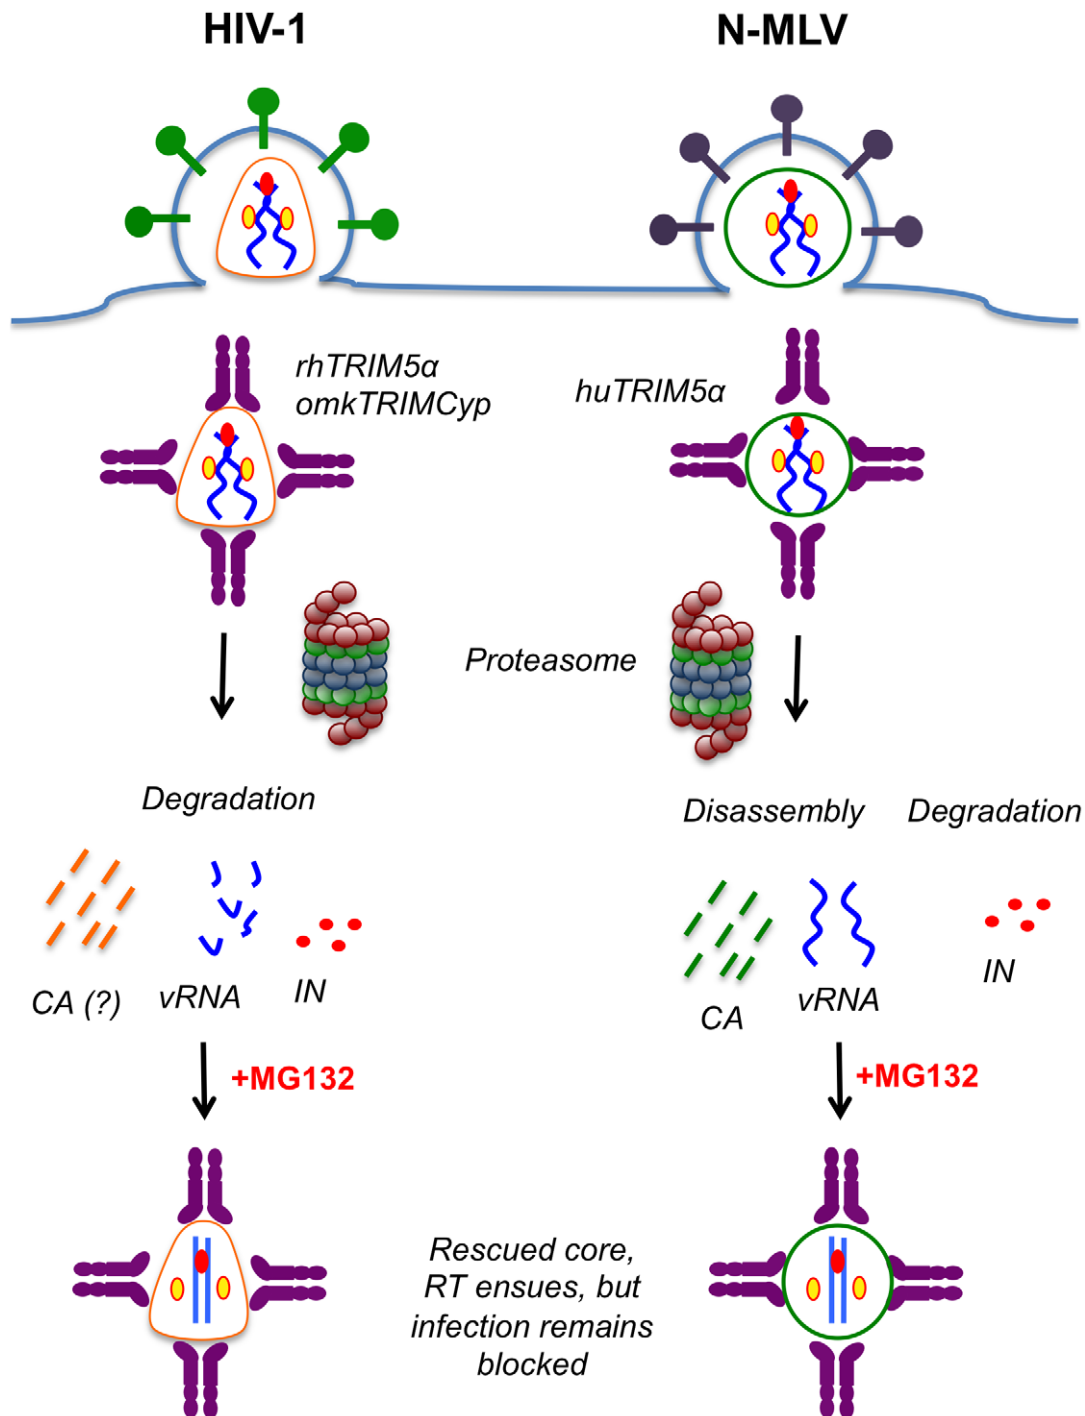 HIV-1
N-MLV
rhTRIM5α
omkTRIMCyp
huTRIM5α
Proteasome
Degradation
Disassembly
Degradation
CA (?)
vRNA
IN
CA
vRNA
IN
+MG132
+MG132
Rescued core,
RT ensues, but
infection remains
blocked